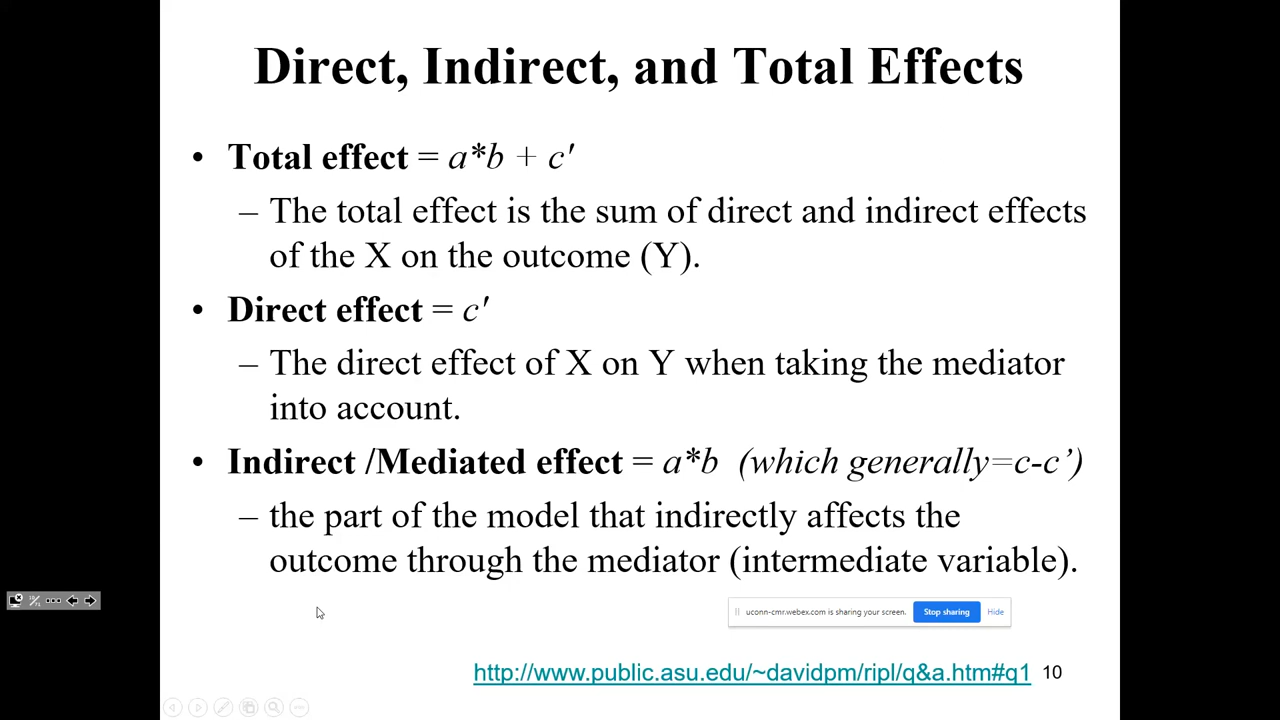 Direct, Indirect, and Total Effects
• Total effect = a*b + c'
– The total effect is the sum of direct and indirect effects
of the X on the outcome (Y).
• Direct effect = c'
– The direct effect of X on Y when taking the mediator
into account.
• Indirect /Mediated effect = a*b (which generally=c-c’)
– the part of the model that indirectly affects the
outcome through the mediator (intermediate variable).
uconn-cmr.webex.com is sharing your screen. Stop sharing Hide
http://www.public.asu.edu/~davidpm/ripl/q&a.htm#q1 10